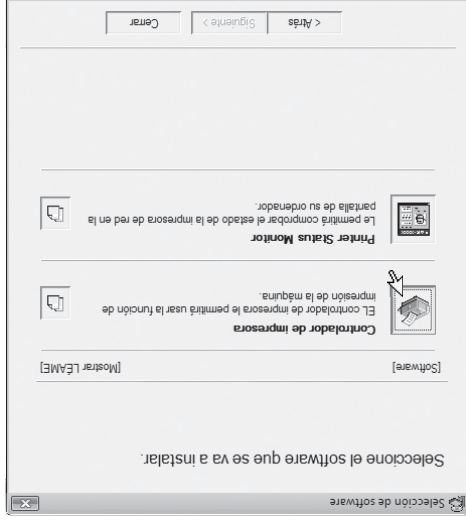 Selección de software
Seleccione el software que se va a instalar.
[Software] [Mostrar LÉAME]
Controlador de impresora
EL controlador de impresora le permitirá usar la función de
impresión de la máquina.
Printer Status Monitor
Le permitirá comprobar el estado de la impresora de red en la
pantalla de su ordenador.
< Atrás Siguiente > Cerrar